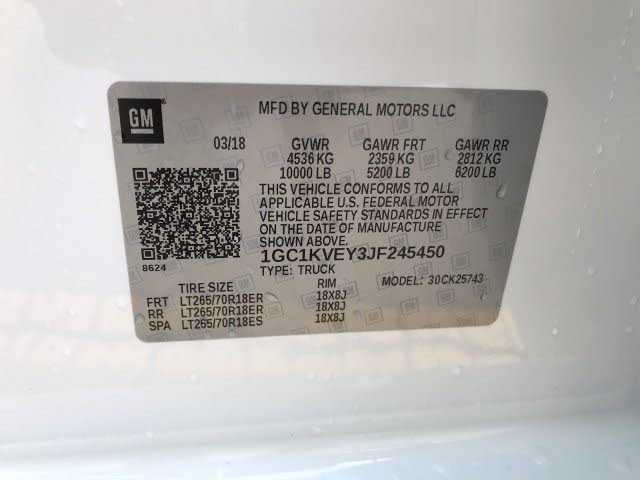 GM
MFD BY GENERAL MOTORS LLC
03/18 GVWR GAWR FRT GAWR RR
4536 KG 2359 KG 2812 KG
10000 LB 5200 LB 6200 LB
THIS VEHICLE CONFORMS TO ALL
APPLICABLE U.S. FEDERAL MOTOR
VEHICLE SAFETY STANDARDS IN EFFECT
ON THE DATE OF MANUFACTURE
SHOWN ABOVE.
8624
1GC1KVEY3JF245450
TYPE: TRUCK MODEL: 30CK25743
TIRE SIZE RIM
FRT LT265/70R18ER 18X8J
RR LT265/70R18ER 18X8J
SPA LT265/70R18ES 18X8J